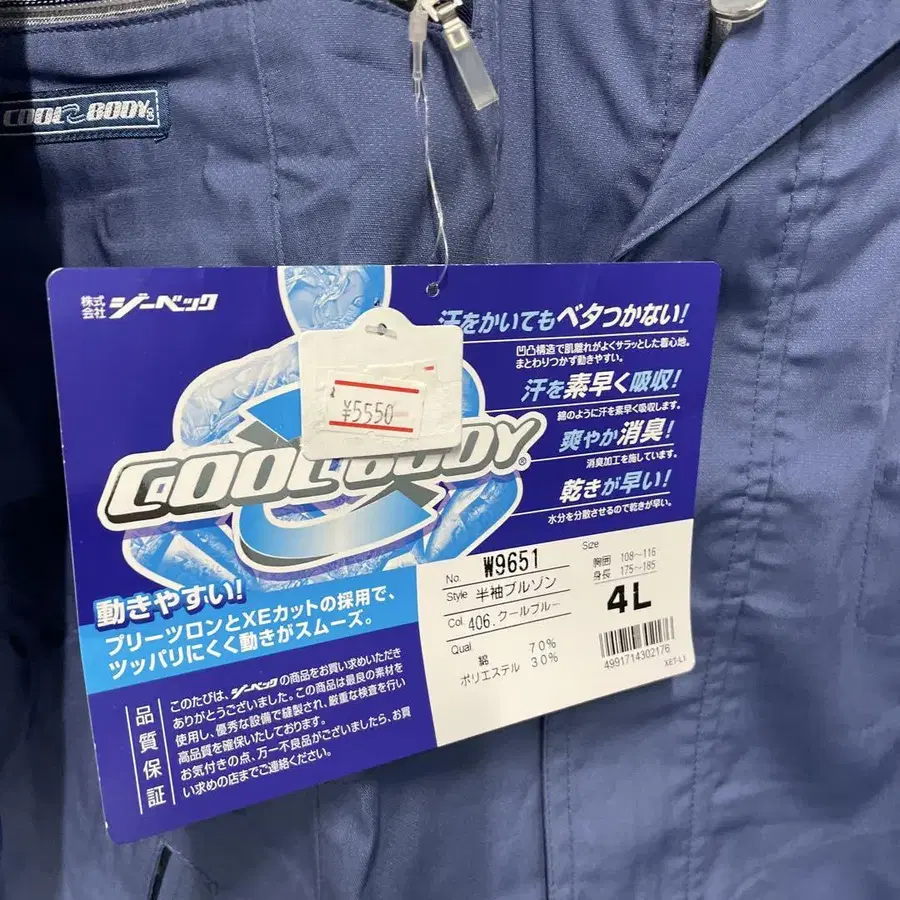 COOL BODY
株式会社 ジーベック
汗をかいてもベタつかない!
凹凸構造で肌離れがよくサラッとした着心地。
まとわりつかず動きやすい。
汗を素早く吸収!
綿のように汗を素早く吸収します。
爽やか消臭!
消臭加工を施しています。
乾きが早い!
水分を分散させるので乾きが早い。
¥5550
COOL BODY®
動きやすい!
プリーツロンとXEカットの採用で、
ツッパリにくく動きがスムーズ。
No. W9651
Style 半袖ブルゾン
Col. 406.クールブルー
Qual. 綿 70%
ポリエステル 30%
Size
胸囲 108~116
身長 175~185
4L
4991714302176
XET-L1
品質保証
このたびは、ジーベックの商品をお買い求めいただき
ありがとうございました。この商品は最良の素材を
使用し、優秀な設備で縫製され、厳重な検査を行い
高品質を確保いたしております。
お気付きの点、万一不良品がございましたら、お買
い求めの店までご連絡ください。